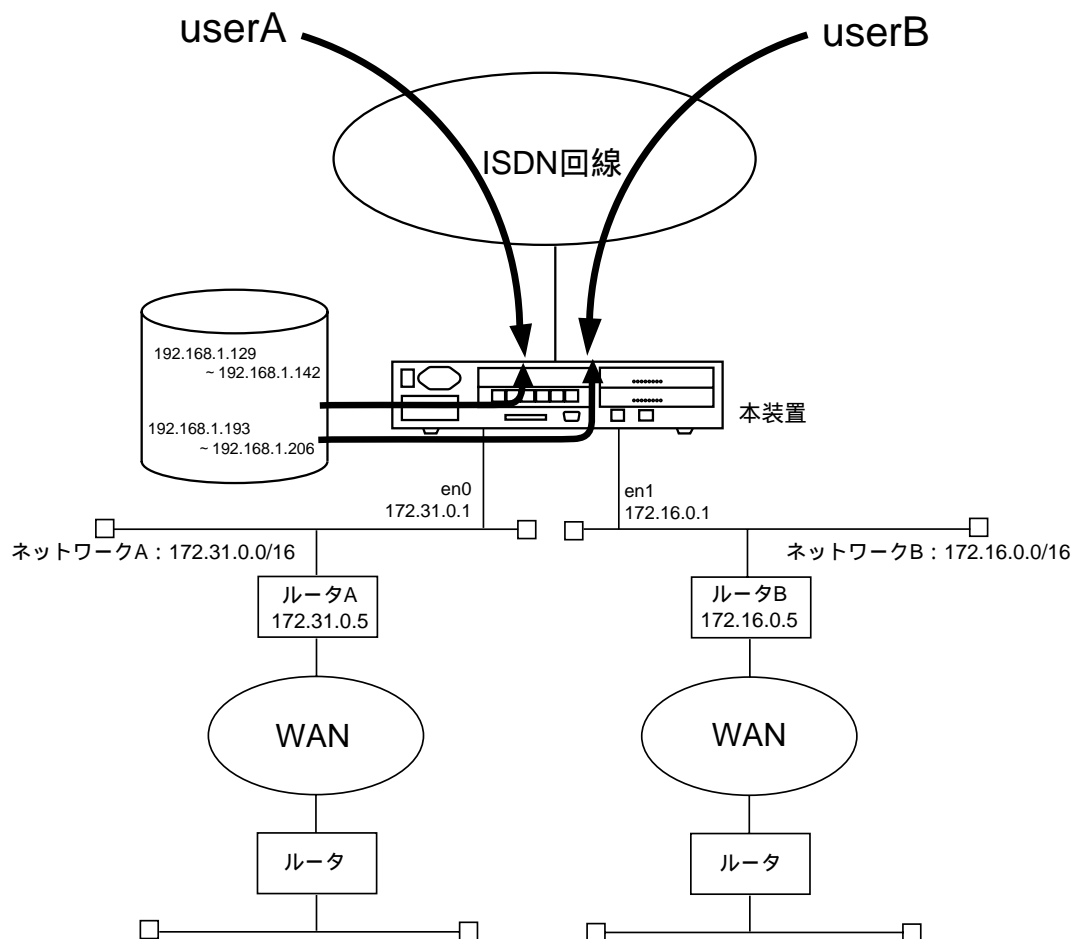 userA
userB
ISDN回線
192.168.1.129
~ 192.168.1.142
192.168.1.193
~ 192.168.1.206
本装置
en0
172.31.0.1
en1
172.16.0.1
ネットワークA：172.31.0.0/16
ネットワークB：172.16.0.0/16
ルータA
172.31.0.5
ルータB
172.16.0.5
WAN
WAN
ルータ
ルータ